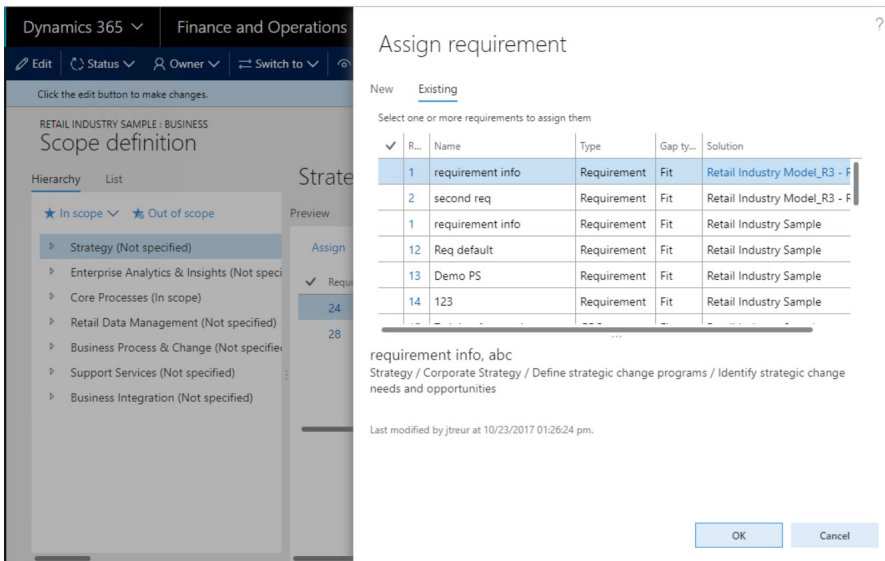 Dynamics 365
Finance and Operations
Edit
Status
Owner
Switch to
Click the edit button to make changes.
RETAIL INDUSTRY SAMPLE : BUSINESS
Scope definition
Hierarchy
List
In scope
Out of scope
Strategy (Not specified)
Enterprise Analytics & Insights (Not speci
Core Processes (In scope)
Retail Data Management (Not specified)
Business Process & Change (Not specifie
Support Services (Not specified)
Business Integration (Not specified)
Strate
Preview
Assign
Requi
24
28
?
Assign requirement
New
Existing
Select one or more requirements to assign them
R... Name Type Gap ty... Solution
1 requirement info Requirement Fit Retail Industry Model_R3 - R
2 second req Requirement Fit Retail Industry Model_R3 - R
1 requirement info Requirement Fit Retail Industry Sample
12 Req default Requirement Fit Retail Industry Sample
13 Demo PS Requirement Fit Retail Industry Sample
14 123 Requirement Fit Retail Industry Sample
requirement info, abc
Strategy / Corporate Strategy / Define strategic change programs / Identify strategic change
needs and opportunities
Last modified by jtreur at 10/23/2017 01:26:24 pm.
OK
Cancel